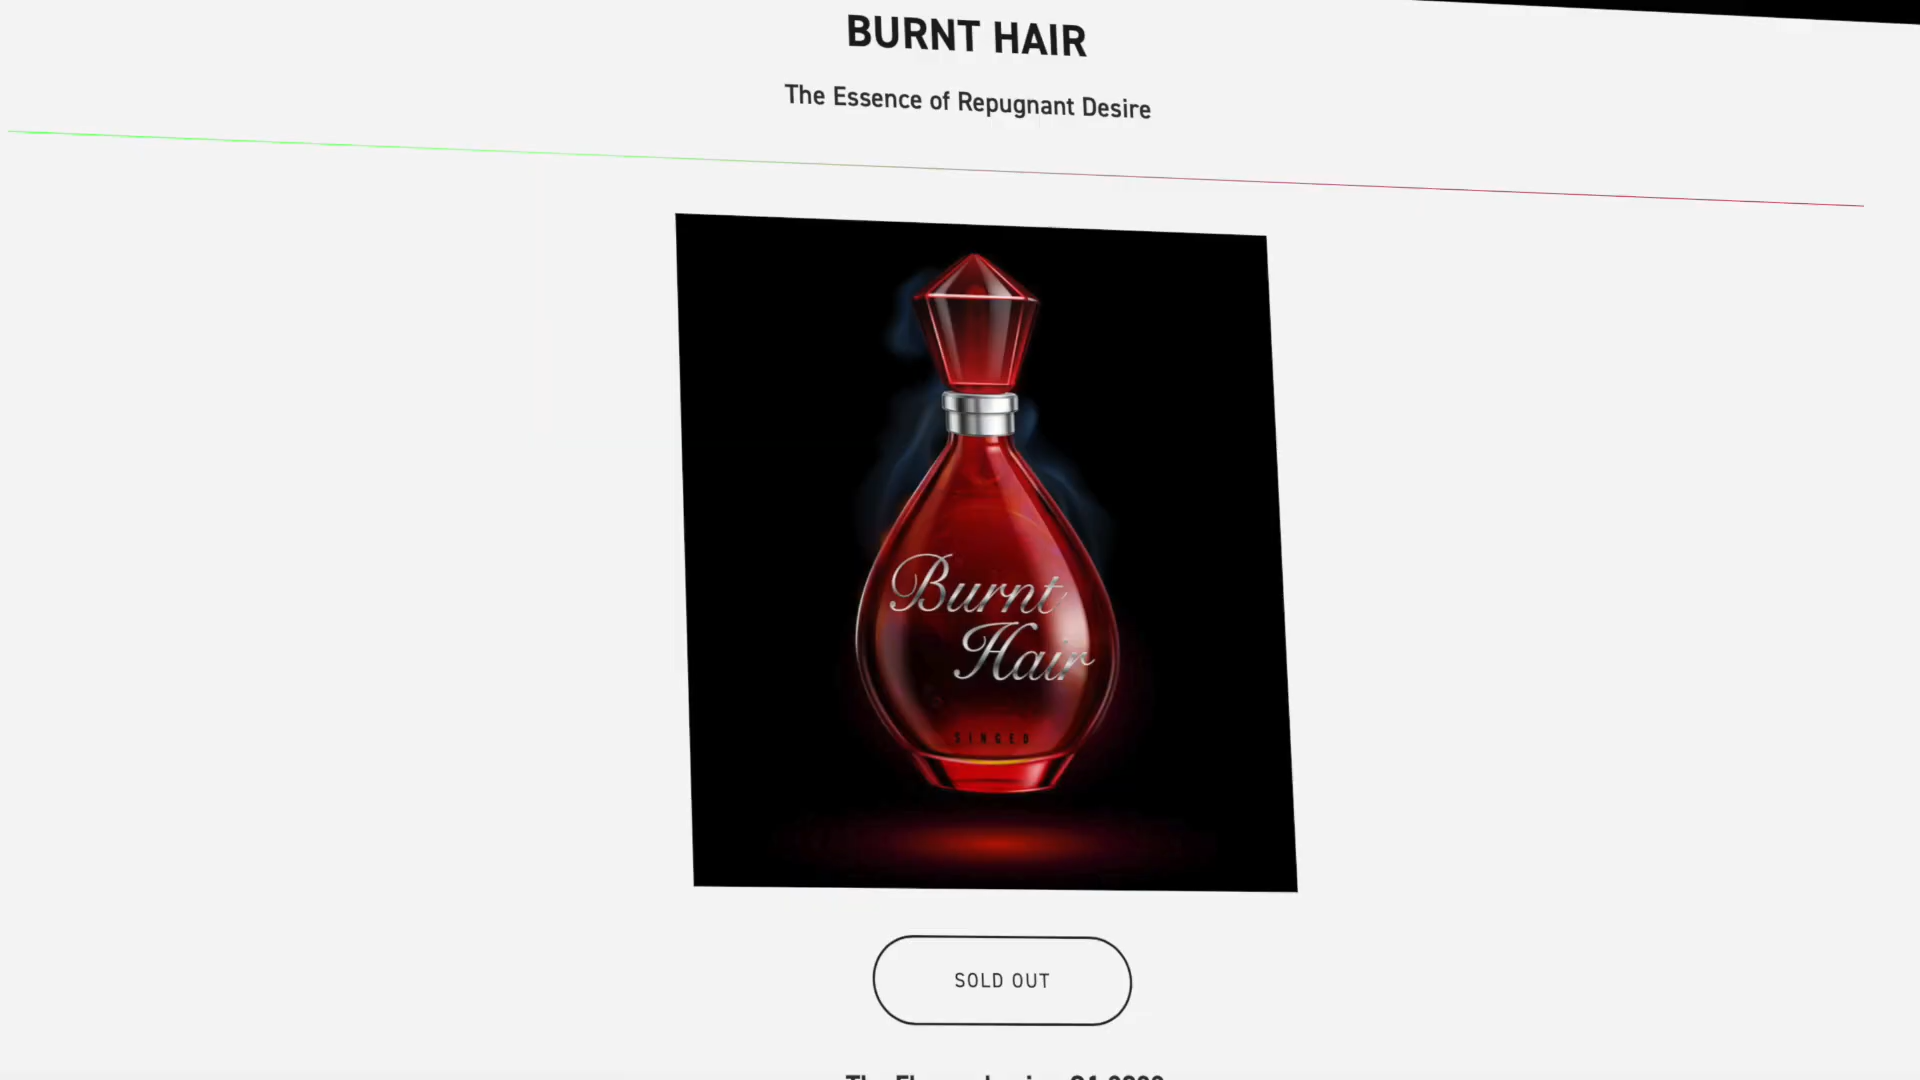 BURNT HAIR
The Essence of Repugnant Desire
Burnt
Hair
SINGED
SOLD OUT